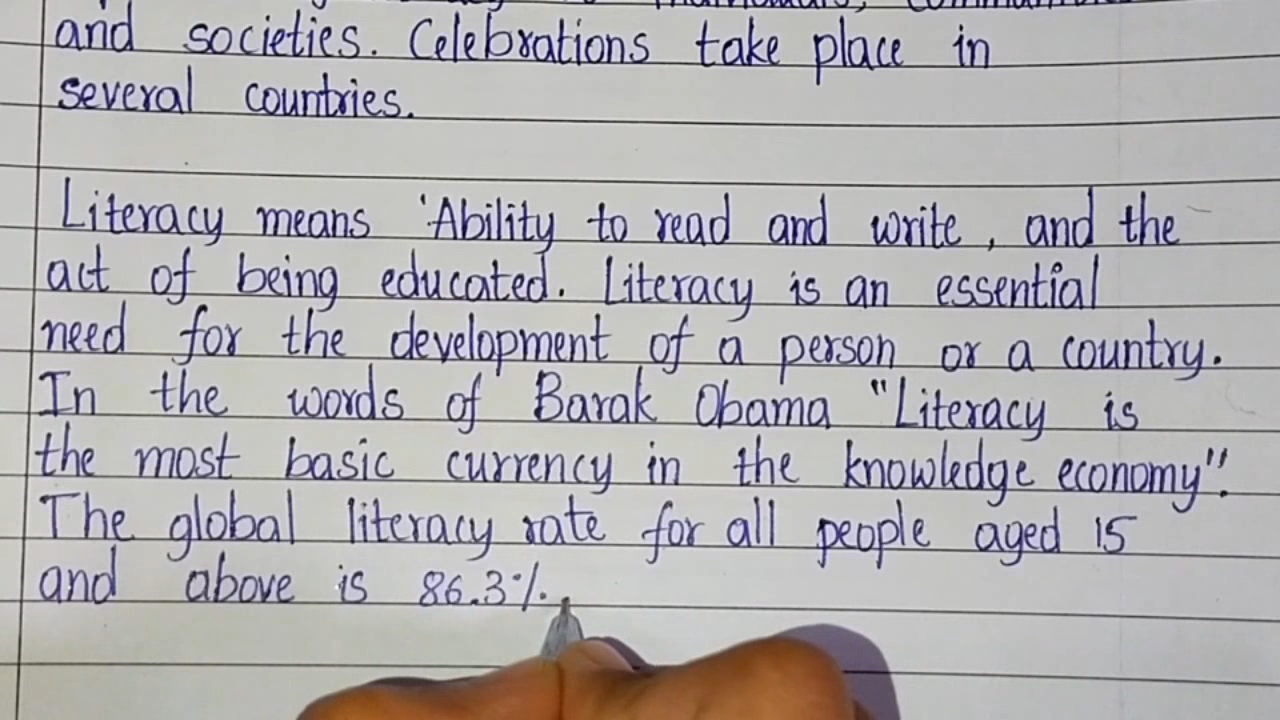 and societies. Celebrations take place in
several countries.
Literacy means 'Ability to read and write, and the
act of being educated. Literacy is an essential
need for the development of a person or a country.
In the words of Barak Obama "Literacy is
the most basic currency in the knowledge economy".
The global literacy rate for all people aged 15
and above is 86.3%.